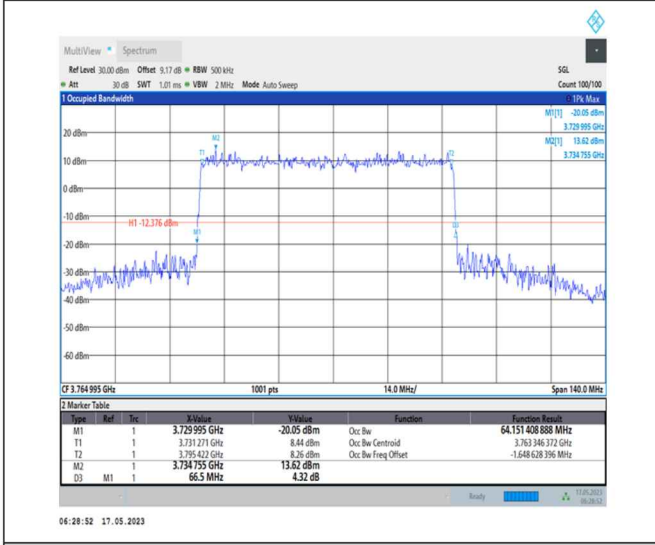 MultiView Spectrum
Ref Level 30.00 dBm Offset 9.17 dB RBW 500 kHz SGL
Att 30 dB SWT 1.01 ms VBW 2 MHz Mode Auto Sweep Count 100/100
1 Occupied Bandwidth 1Pk Max
M1[1] -20.05 dBm
3.729 995 GHz
M2[1] 13.62 dBm
3.734 755 GHz
20 dBm
M2
T1
T2
10 dBm
0 dBm
-10 dBm
H1 -12.376 dBm
D3
M1
-20 dBm
-30 dBm
-40 dBm
-50 dBm
-60 dBm
CF 3.764 995 GHz 1001 pts 14.0 MHz/ Span 140.0 MHz
2 Marker Table
Type Ref Trc X-Value Y-Value Function Function Result
M1 1 3.729 995 GHz -20.05 dBm Occ Bw 64.151 408 888 MHz
T1 1 3.731 271 GHz 8.44 dBm Occ Bw Centroid 3.763 346 372 GHz
T2 1 3.795 422 GHz 8.26 dBm Occ Bw Freq Offset -1.648 628 396 MHz
M2 1 3.734 755 GHz 13.62 dBm
D3 M1 1 66.5 MHz 4.32 dB
Ready 17.05.2023
06:28:52
06:28:52 17.05.2023